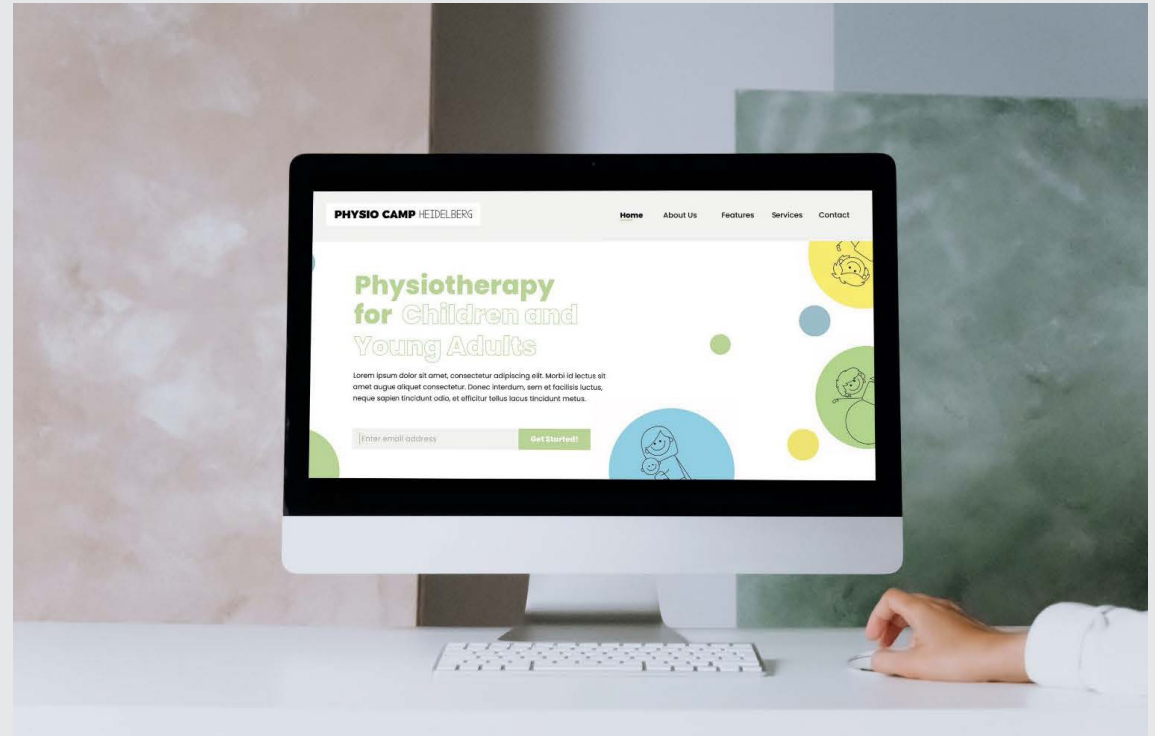 PHYSIO CAMP HEIDELBERG
Home About Us Features Services Contact
Physiotherapy
for Children and
Young Adults
Lorem ipsum dolor sit amet, consectetur adipiscing elit. Morbi id lectus sit
amet augue aliquet consectetur. Donec interdum, sem et facilisis luctus,
neque sapien tincidunt odio, et efficitur tellus lacus tincidunt metus.
Enter email address
Get Started!